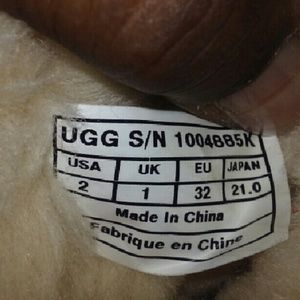 UGG S/N 1004885K
USA UK EU JAPAN
2 1 32 21.0
Made In China
Fabrique en Chine